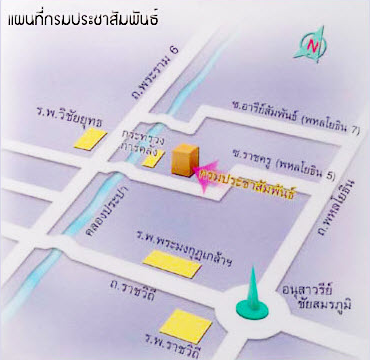 แผนที่กรมประชาสัมพันธ์
N
ถ.พระราม 6
ซ.อารีย์สัมพันธ์ (พหลโยธิน 7)
ร.พ.วิชัยยุทธ
กระทรวง
การคลัง
ซ.ราชครู (พหลโยธิน 5)
กรมประชาสัมพันธ์
คลองประปา
ถ.พหลโยธิน
ร.พ.พระมงกุฎเกล้าฯ
ถ.ราชวิถี
อนุสาวรีย์
ชัยสมรภูมิ
ร.พ.ราชวิถี